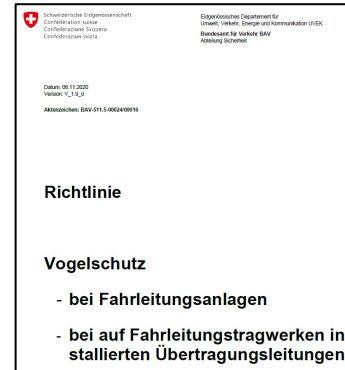 Schweizerische Eidgenossenschaft
Confédération suisse
Confederazione Svizzera
Confederaziun svizra
Eidgenössisches Departement für
Umwelt, Verkehr, Energie und Kommunikation UVEK
Bundesamt für Verkehr BAV
Abteilung Sicherheit
Datum: 06.11.2020
Version: V_1.9_d
Aktenzeichen: BAV-511.5-00024/00016
Richtlinie
Vogelschutz
- bei Fahrleitungsanlagen
- bei auf Fahrleitungstragwerken in
stallierten Übertragungsleitungen